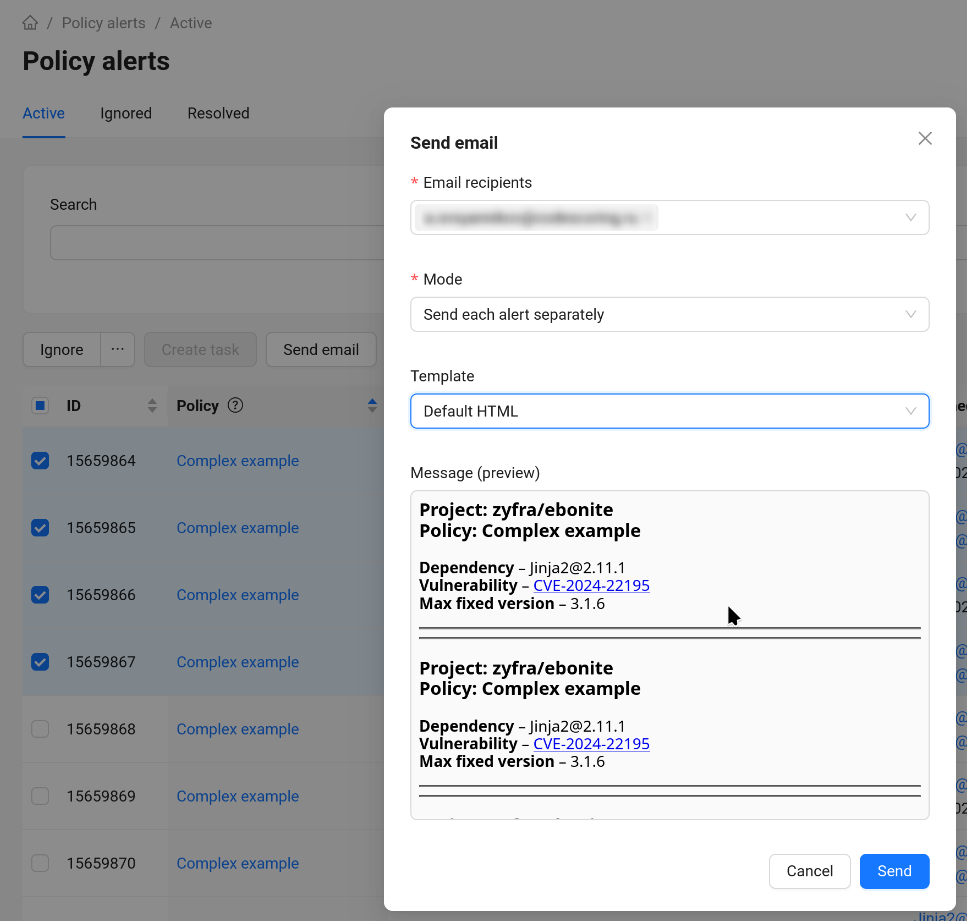 / Policy alerts / Active
Policy alerts
Active Ignored Resolved
Search
Ignore ··· Create task Send email
ID Policy ?
15659864 Complex example
15659865 Complex example
15659866 Complex example
15659867 Complex example
15659868 Complex example
15659869 Complex example
15659870 Complex example
Send email
* Email recipients
* Mode
Send each alert separately
Template
Default HTML
Message (preview)
Project: zyfra/ebonite
Policy: Complex example
Dependency – Jinja2@2.11.1
Vulnerability – CVE-2024-22195
Max fixed version – 3.1.6
Project: zyfra/ebonite
Policy: Complex example
Dependency – Jinja2@2.11.1
Vulnerability – CVE-2024-22195
Max fixed version – 3.1.6
Cancel Send